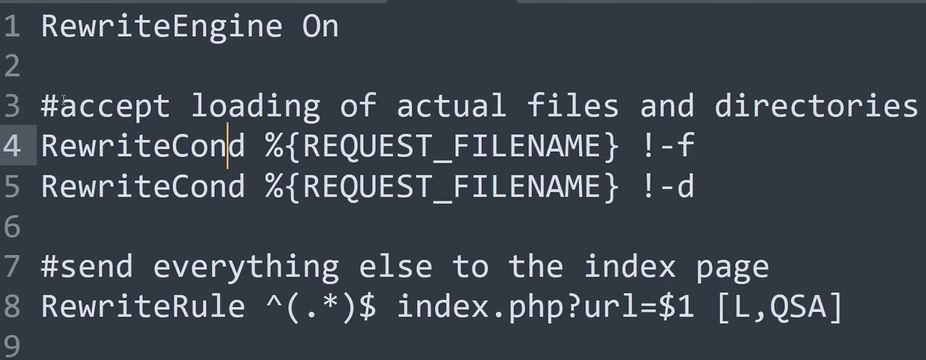 1 RewriteEngine On
2
3 #accept loading of actual files and directories
4 RewriteCond %{REQUEST_FILENAME} !-f
5 RewriteCond %{REQUEST_FILENAME} !-d
6
7 #send everything else to the index page
8 RewriteRule ^(.*)$ index.php?url=$1 [L,QSA]
9